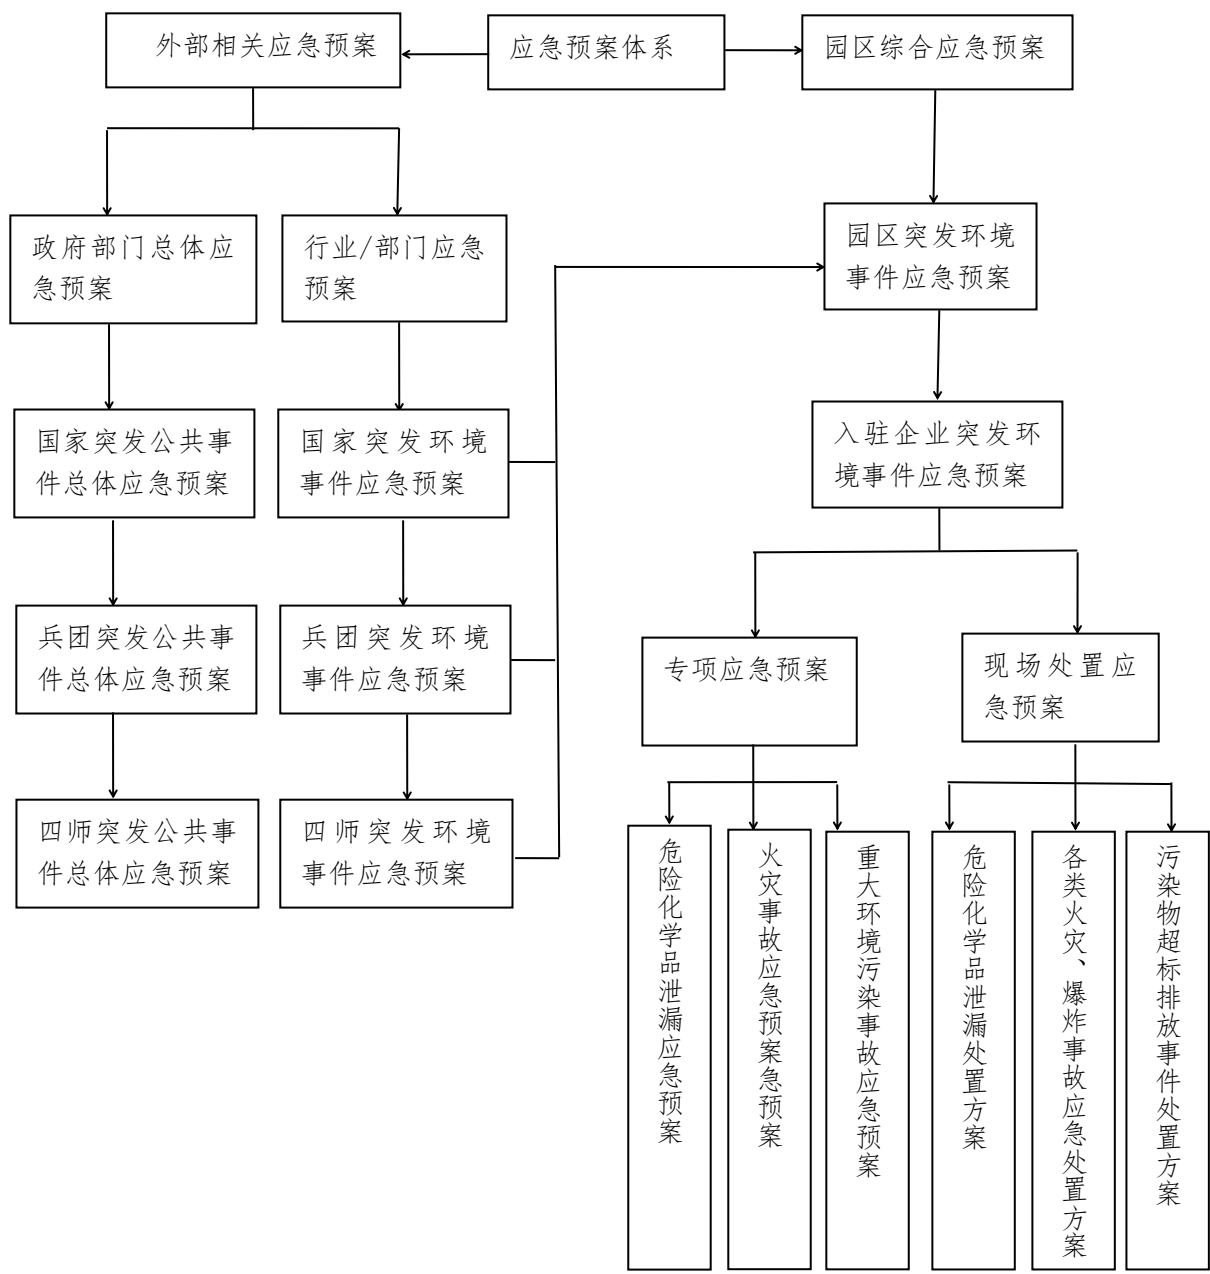 外部相关应急预案
应急预案体系
园区综合应急预案
政府部门总体应
急预案
行业/部门应急
预案
园区突发环境
事件应急预案
国家突发公共事
件总体应急预案
国家突发环境
事件应急预案
入驻企业突发环
境事件应急预案
兵团突发公共事
件总体应急预案
兵团突发环境
事件应急预案
专项应急预案
现场处置应
急预案
四师突发公共事
件总体应急预案
四师突发环境
事件应急预案
危险化学品泄漏应急预案
火灾事故应急预案急预案
重大环境污染事故应急预案
危险化学品泄漏处置方案
各类火灾、爆炸事故应急处置方案
污染物超标排放事件处置方案